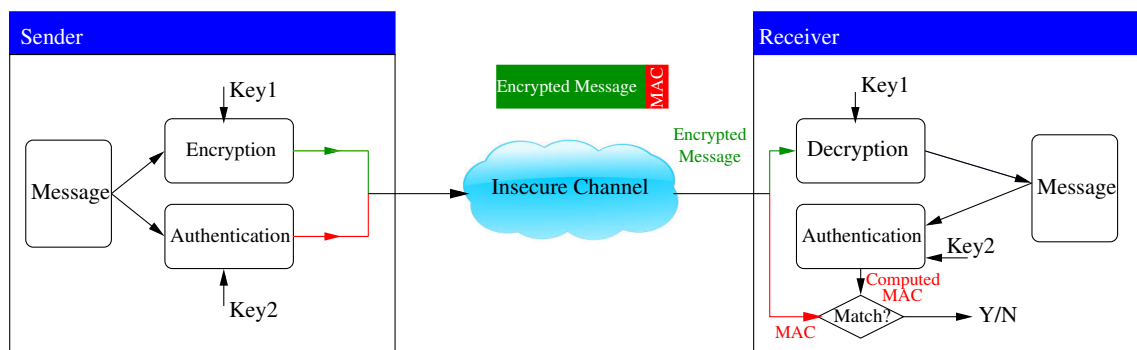 Sender
Key1
Encryption
Message
Authentication
Key2
Encrypted Message
MAC
Insecure Channel
Encrypted
Message
Receiver
Key1
Decryption
Message
Authentication
Key2
Computed
MAC
Match?
MAC
Y/N